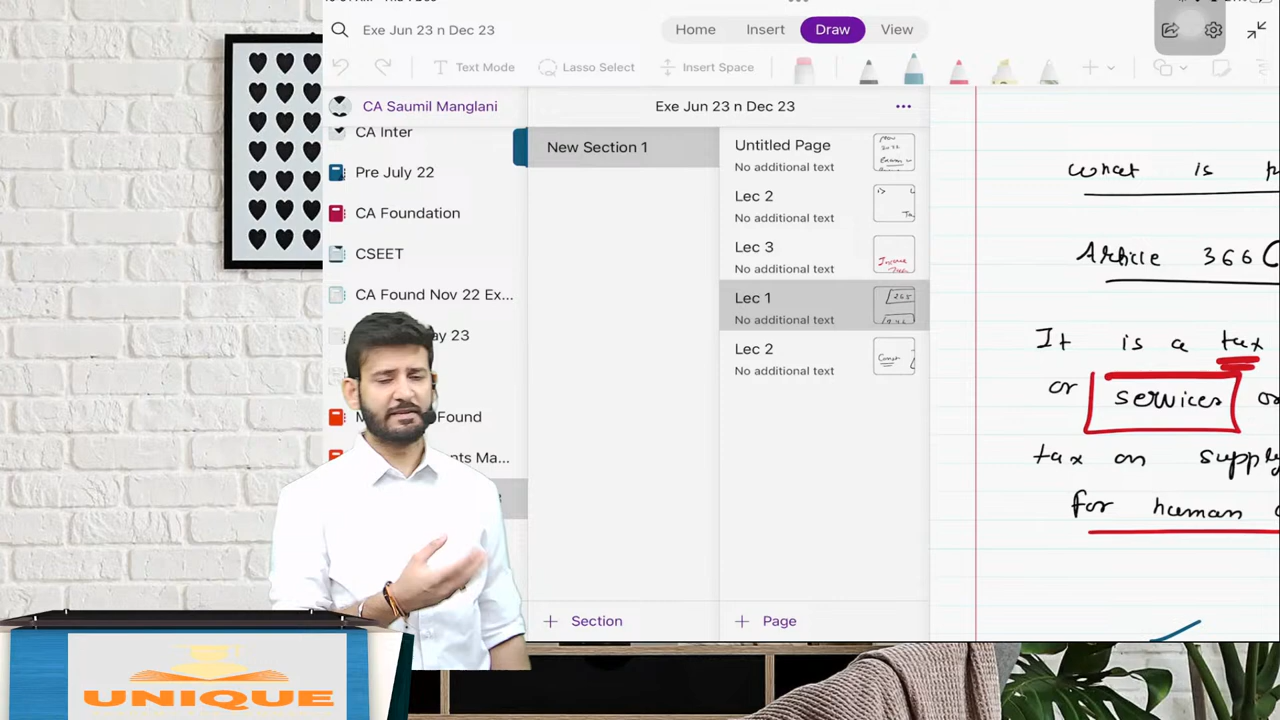 Exe Jun 23 n Dec 23
Home
Insert
Draw
View
Text Mode
Lasso Select
Insert Space
CA Saumil Manglani
Exe Jun 23 n Dec 23
CA Inter
Pre July 22
CA Foundation
CSEET
CA Found Nov 22 Ex...
23
Found
Ma...
New Section 1
Untitled Page
No additional text
Lec 2
No additional text
Lec 3
No additional text
Lec 1
No additional text
Lec 2
No additional text
Section
Page
What is
Article 366
It is a tax
or services
tax on supply
for human
UNIQUE